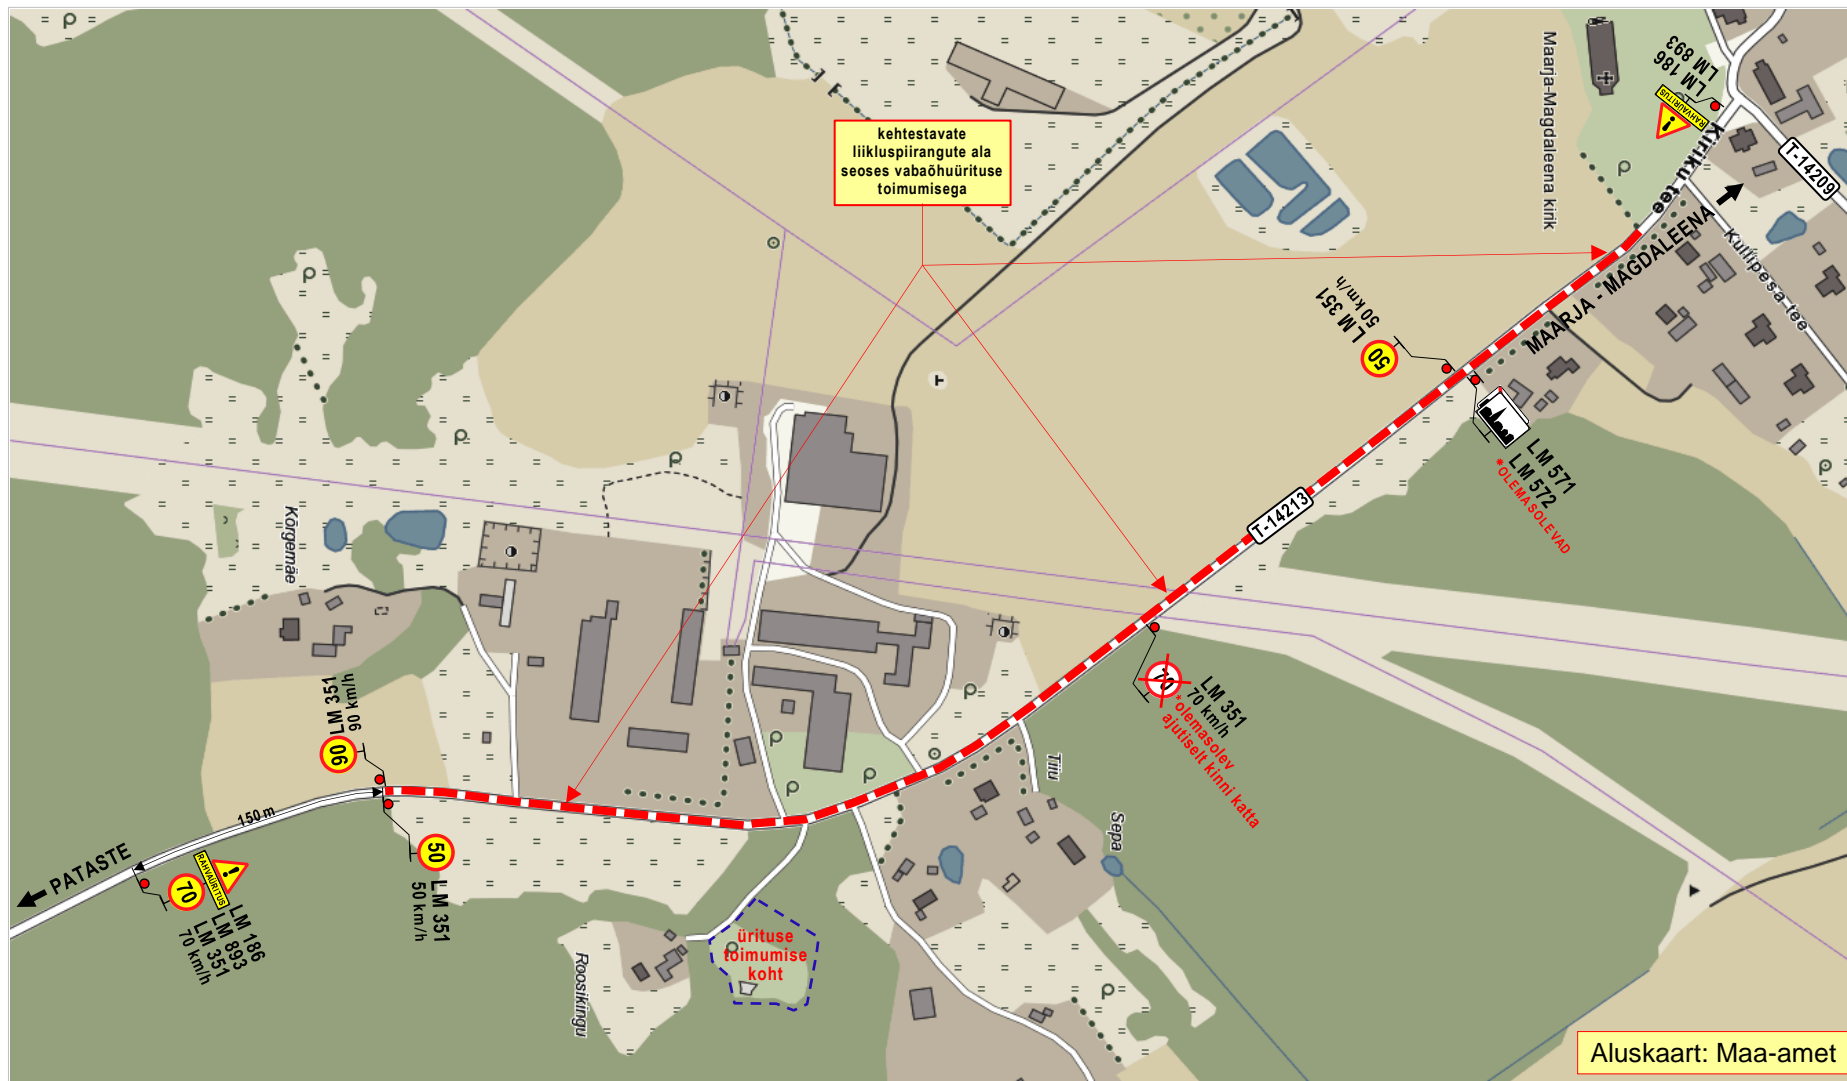 kehtestavate
liikluspiirangute ala
seoses vabaõhuürituse
toimumisega
Maarja-Magdaleena kirik
LM 893
LM 186
RAHVAÜRITUS
Kiriku tee
T-14209
MAARJA - MAGDALEENA
Kullipesa tee
LM 351
50 km/h
50
LM 571
LM 572
*OLEMASOLEVAD
T-14213
T
Kõrgemäe
LM 351
90 km/h
90
70
LM 351
70 km/h
*olemasolev
ajutiselt kinni katta
Tiiu
Sepa
150 m
PATASTE
70
RAHVAÜRITUS
LM 186
LM 893
LM 351
70 km/h
50
LM 351
50 km/h
Roosikingu
ürituse
toimumise
koht
Aluskaart: Maa-amet